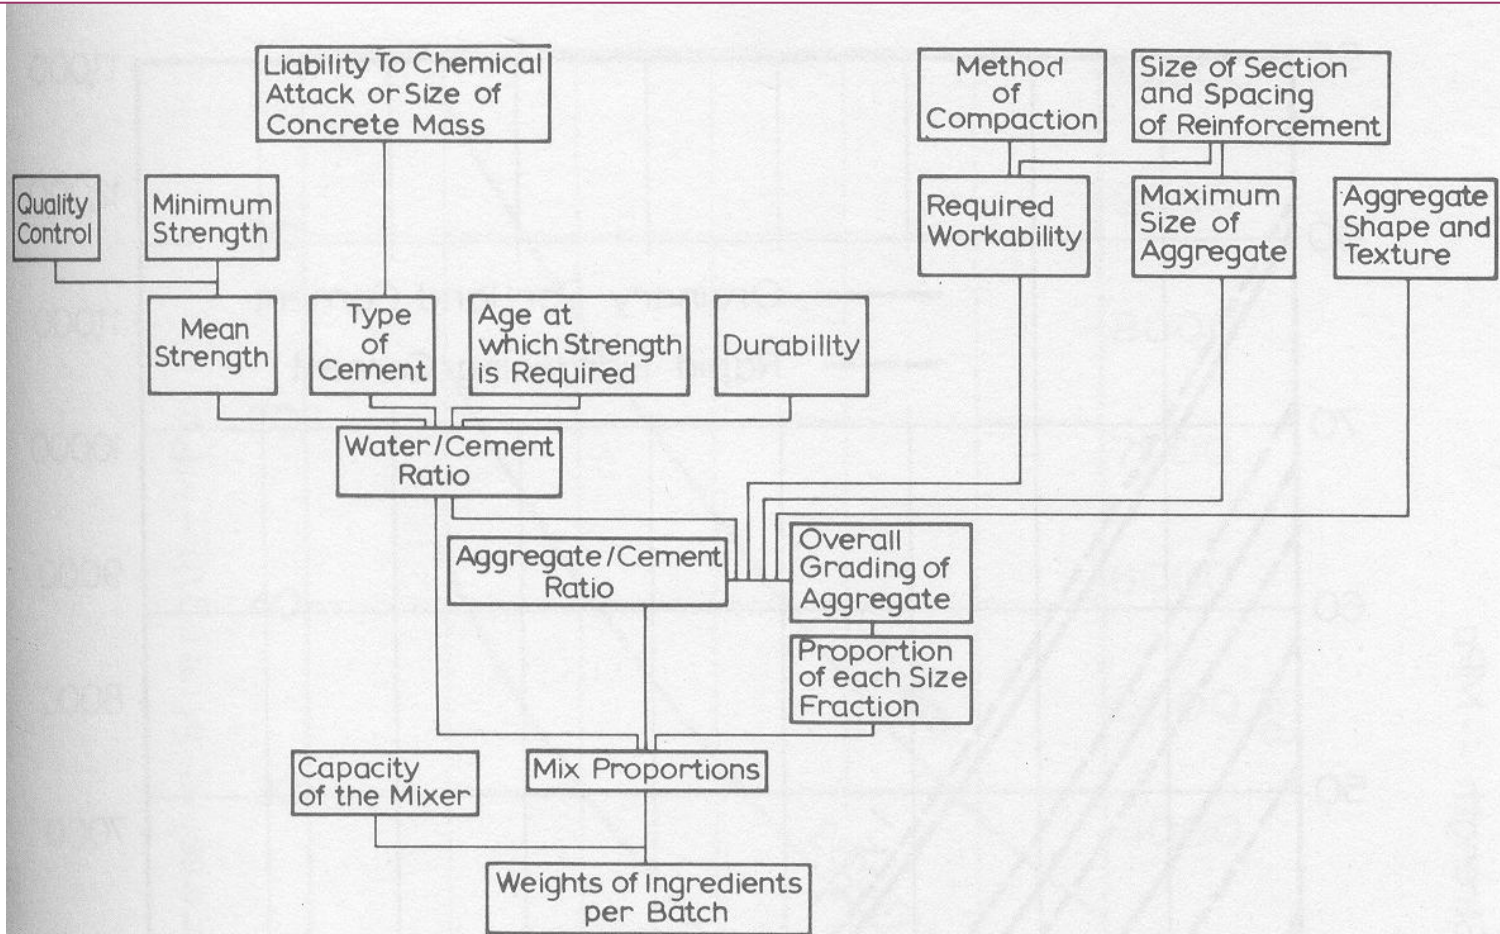 Liability To Chemical
Attack or Size of
Concrete Mass
Method
of
Compaction
Size of Section
and Spacing
of Reinforcement
Quality
Control
Minimum
Strength
Required
Workability
Maximum
Size of
Aggregate
Aggregate
Shape and
Texture
Mean
Strength
Type
of
Cement
Age at
which Strength
is Required
Durability
Water/Cement
Ratio
Aggregate/Cement
Ratio
Overall
Grading of
Aggregate
Proportion
of each Size
Fraction
Capacity
of the Mixer
Mix Proportions
Weights of Ingredients
per Batch